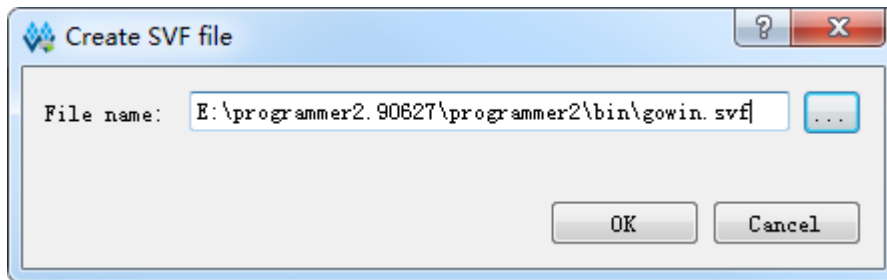 Create SVF file
?
File name: E:\programmer2.90627\programmer2\bin\gowin.svf ...
OK Cancel